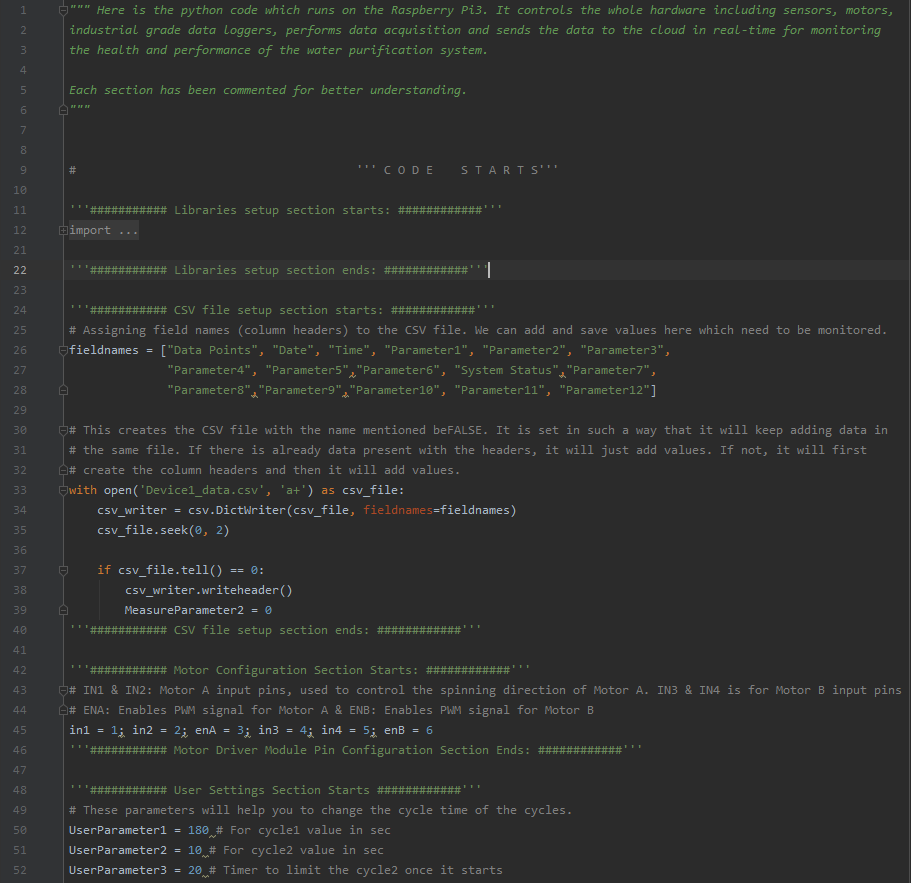 1 """ Here is the python code which runs on the Raspberry Pi3. It controls the whole hardware including sensors, motors,
2 industrial grade data loggers, performs data acquisition and sends the data to the cloud in real-time for monitoring
3 the health and performance of the water purification system.
4
5 Each section has been commented for better understanding.
6 """
7
8
9 # ''' C O D E    S T A R T S'''
10
11 '''########### Libraries setup section starts: ############'''
12 import ...
21
22 '''########### Libraries setup section ends: ############'''
23
24 '''########### CSV file setup section starts: ############'''
25 # Assigning field names (column headers) to the CSV file. We can add and save values here which need to be monitored.
26 fieldnames = ["Data Points", "Date", "Time", "Parameter1", "Parameter2", "Parameter3",
27               "Parameter4", "Parameter5","Parameter6", "System Status","Parameter7",
28               "Parameter8","Parameter9","Parameter10", "Parameter11", "Parameter12"]
29
30 # This creates the CSV file with the name mentioned beFALSE. It is set in such a way that it will keep adding data in
31 # the same file. If there is already data present with the headers, it will just add values. If not, it will first
32 # create the column headers and then it will add values.
33 with open('Device1_data.csv', 'a+') as csv_file:
34     csv_writer = csv.DictWriter(csv_file, fieldnames=fieldnames)
35     csv_file.seek(0, 2)
36
37     if csv_file.tell() == 0:
38         csv_writer.writeheader()
39         MeasureParameter2 = 0
40 '''########### CSV file setup section ends: ############'''
41
42 '''########### Motor Configuration Section Starts: ############'''
43 # IN1 & IN2: Motor A input pins, used to control the spinning direction of Motor A. IN3 & IN4 is for Motor B input pins
44 # ENA: Enables PWM signal for Motor A & ENB: Enables PWM signal for Motor B
45 in1 = 1; in2 = 2; enA = 3; in3 = 4; in4 = 5; enB = 6
46 '''########### Motor Driver Module Pin Configuration Section Ends: ############'''
47
48 '''########### User Settings Section Starts ############'''
49 # These parameters will help you to change the cycle time of the cycles.
50 UserParameter1 = 180 # For cycle1 value in sec
51 UserParameter2 = 10 # For cycle2 value in sec
52 UserParameter3 = 20 # Timer to limit the cycle2 once it starts